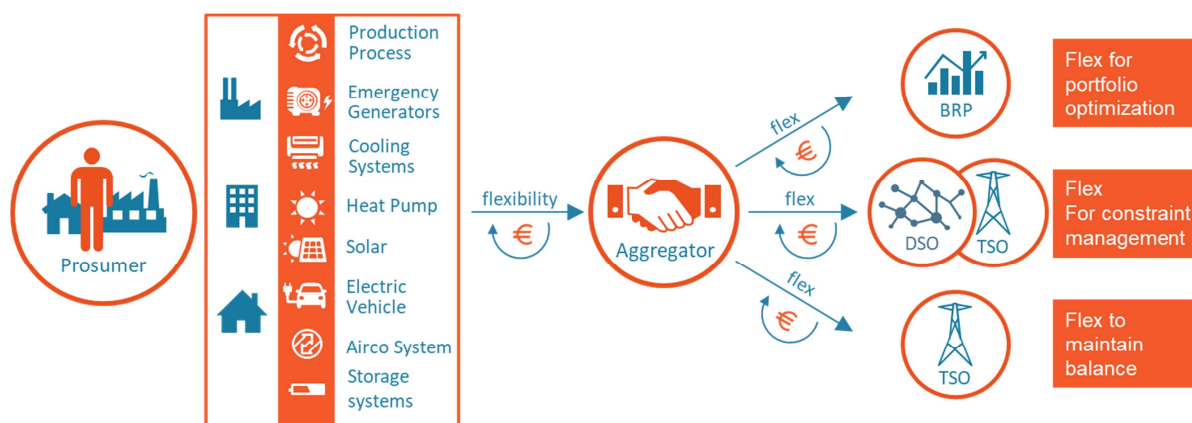 Prosumer
Production
Process
Emergency
Generators
Cooling
Systems
Heat Pump
Solar
Electric
Vehicle
Airco System
Storage
systems
flexibility
€
Aggregator
flex
€
BRP
Flex for
portfolio
optimization
flex
€
DSO
TSO
Flex
For constraint
management
flex
€
TSO
Flex to
maintain
balance